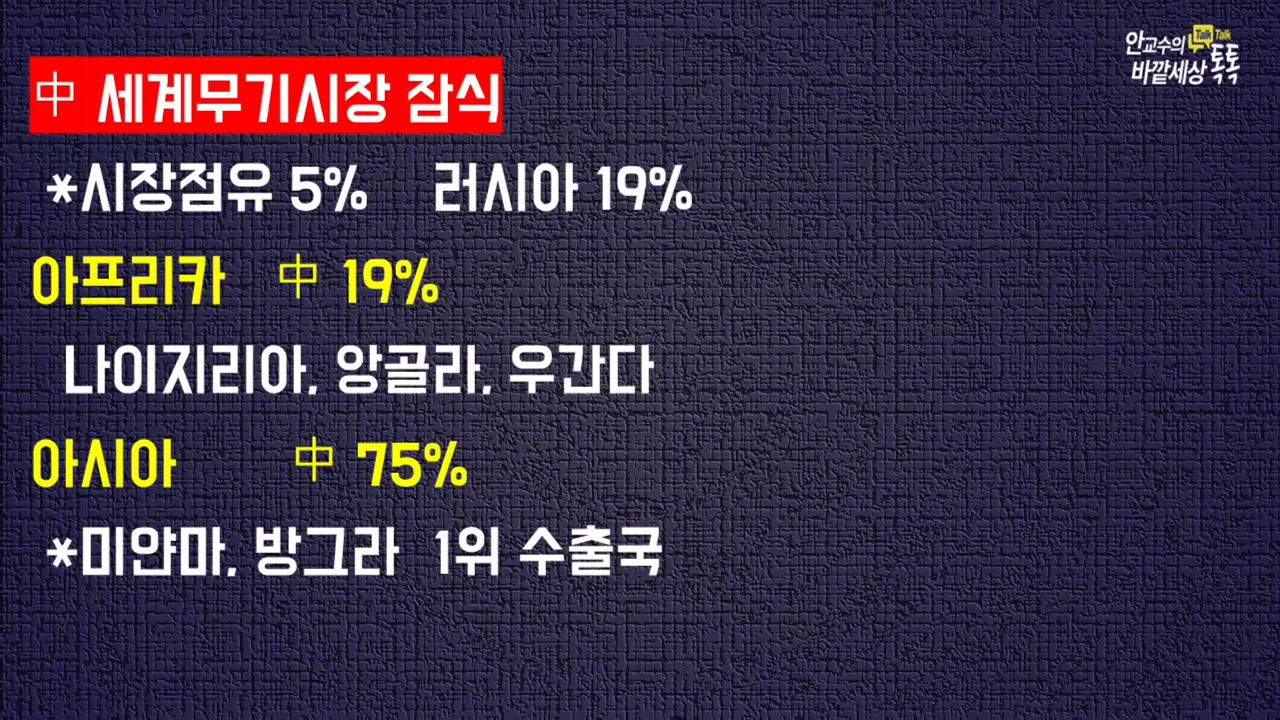 안교수의 Talk Talk
바깥세상 톡톡
中 세계무기시장 잠식
*시장점유 5% 러시아 19%
아프리카 中 19%
나이지리아, 앙골라, 우간다
아시아 中 75%
*미얀마, 방그라 1위 수출국